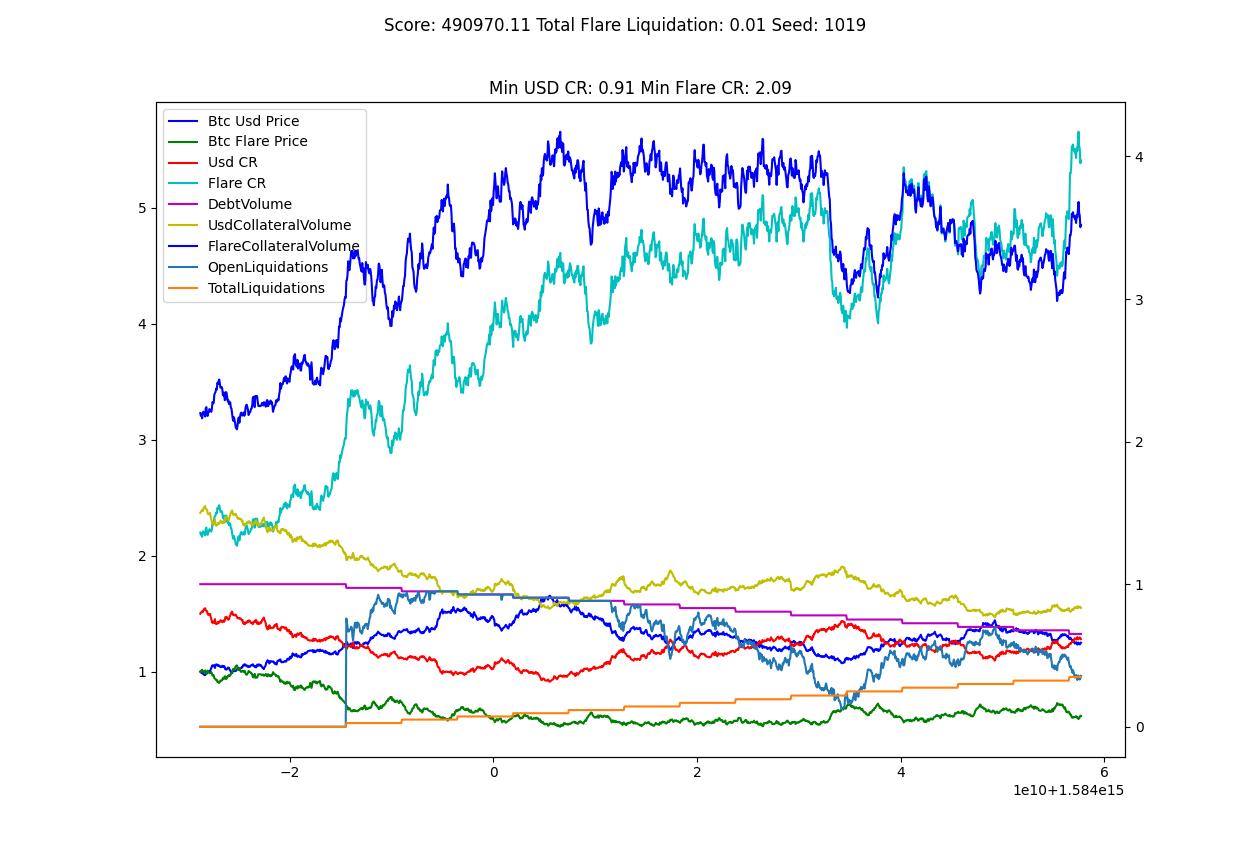 Score: 490970.11 Total Flare Liquidation: 0.01 Seed: 1019
Min USD CR: 0.91 Min Flare CR: 2.09
Btc Usd Price
Btc Flare Price
Usd CR
Flare CR
DebtVolume
UsdCollateralVolume
FlareCollateralVolume
OpenLiquidations
TotalLiquidations
5
4
3
2
1
4
3
2
1
0
−2
0
2
4
6
1e10+1.584e15